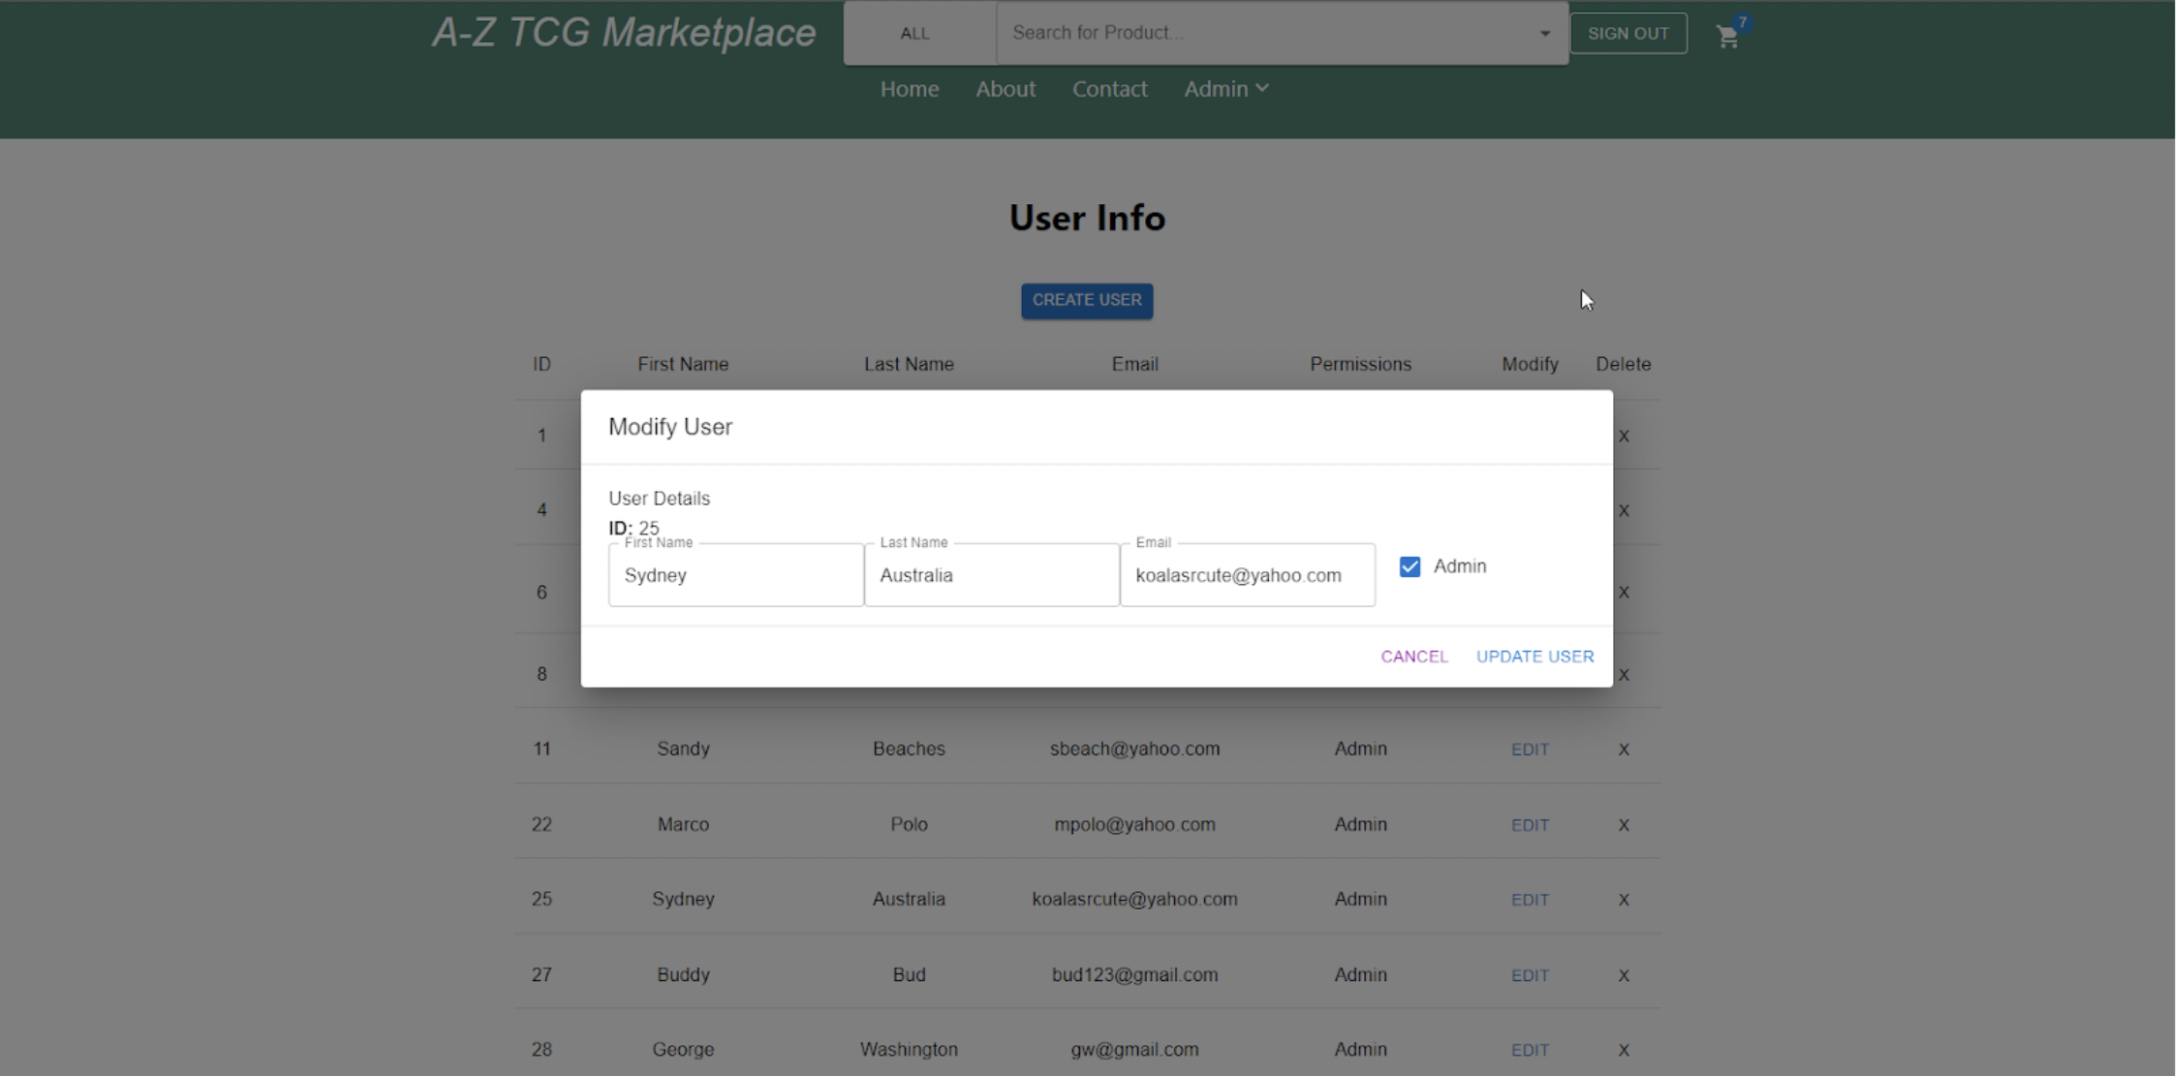 A-Z TCG Marketplace ALL Search for Product... SIGN OUT 7
Home About Contact Admin
User Info
CREATE USER
ID First Name Last Name Email Permissions Modify Delete
1 X
4 X
6 X
8 X
Modify User
User Details
ID: 25
First Name Last Name Email
Sydney Australia koalasrcute@yahoo.com Admin
CANCEL UPDATE USER
11 Sandy Beaches sbeach@yahoo.com Admin EDIT X
22 Marco Polo mpolo@yahoo.com Admin EDIT X
25 Sydney Australia koalasrcute@yahoo.com Admin EDIT X
27 Buddy Bud bud123@gmail.com Admin EDIT X
28 George Washington gw@gmail.com Admin EDIT X